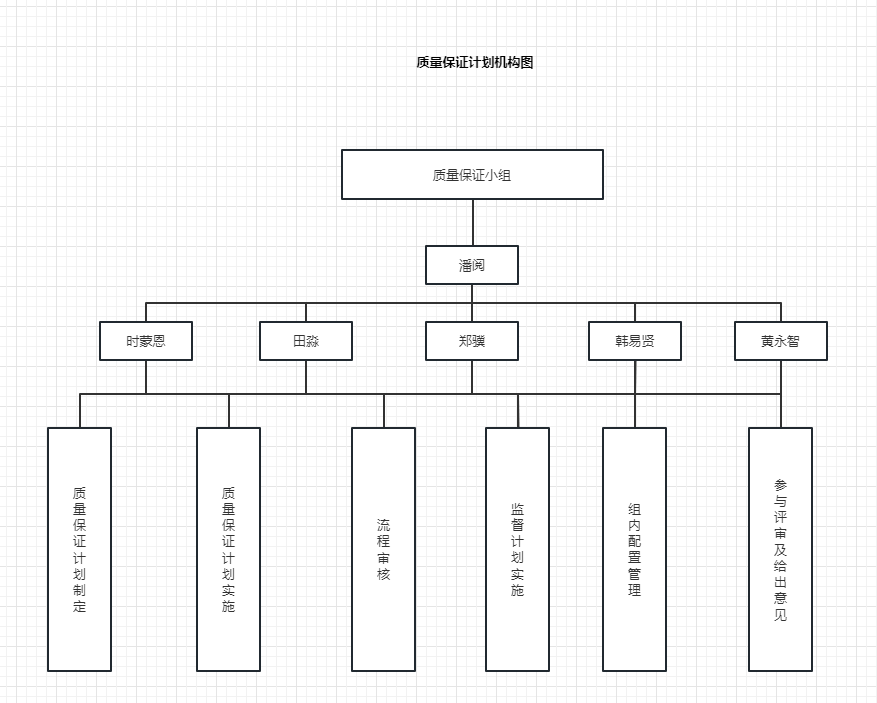 质量保证计划机构图
质量保证小组
潘阅
时蒙恩
田淼
郑骥
韩易贤
黄永智
质量保证计划制定
质量保证计划实施
流程审核
监督计划实施
组内配置管理
参与评审及给出意见